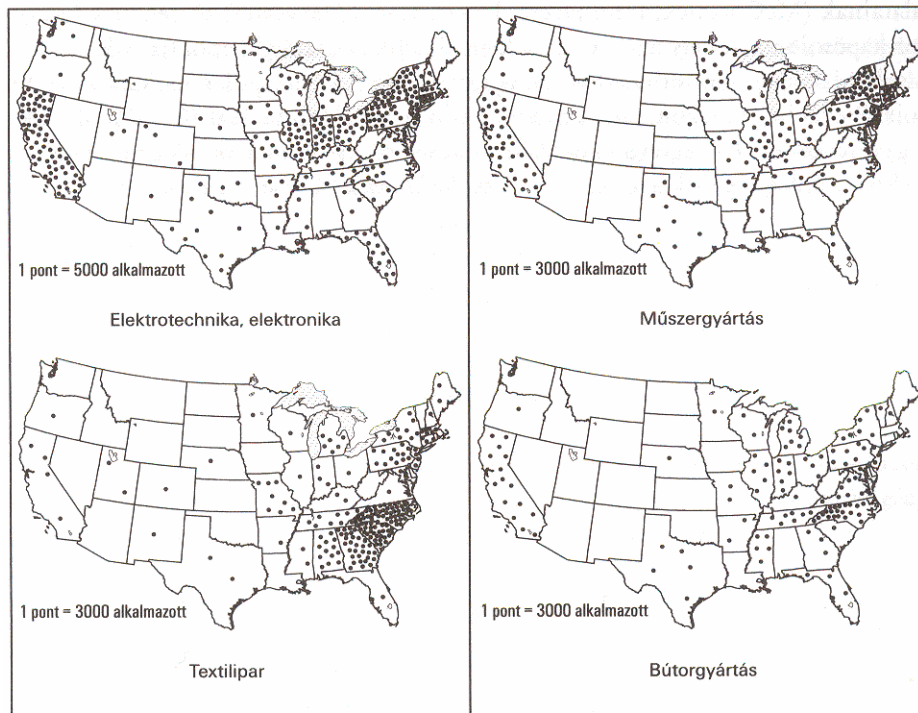 1 pont = 5000 alkalmazott
Elektrotechnika, elektronika
1 pont = 3000 alkalmazott
Műszergyártás
1 pont = 3000 alkalmazott
Textilipar
1 pont = 3000 alkalmazott
Bútorgyártás